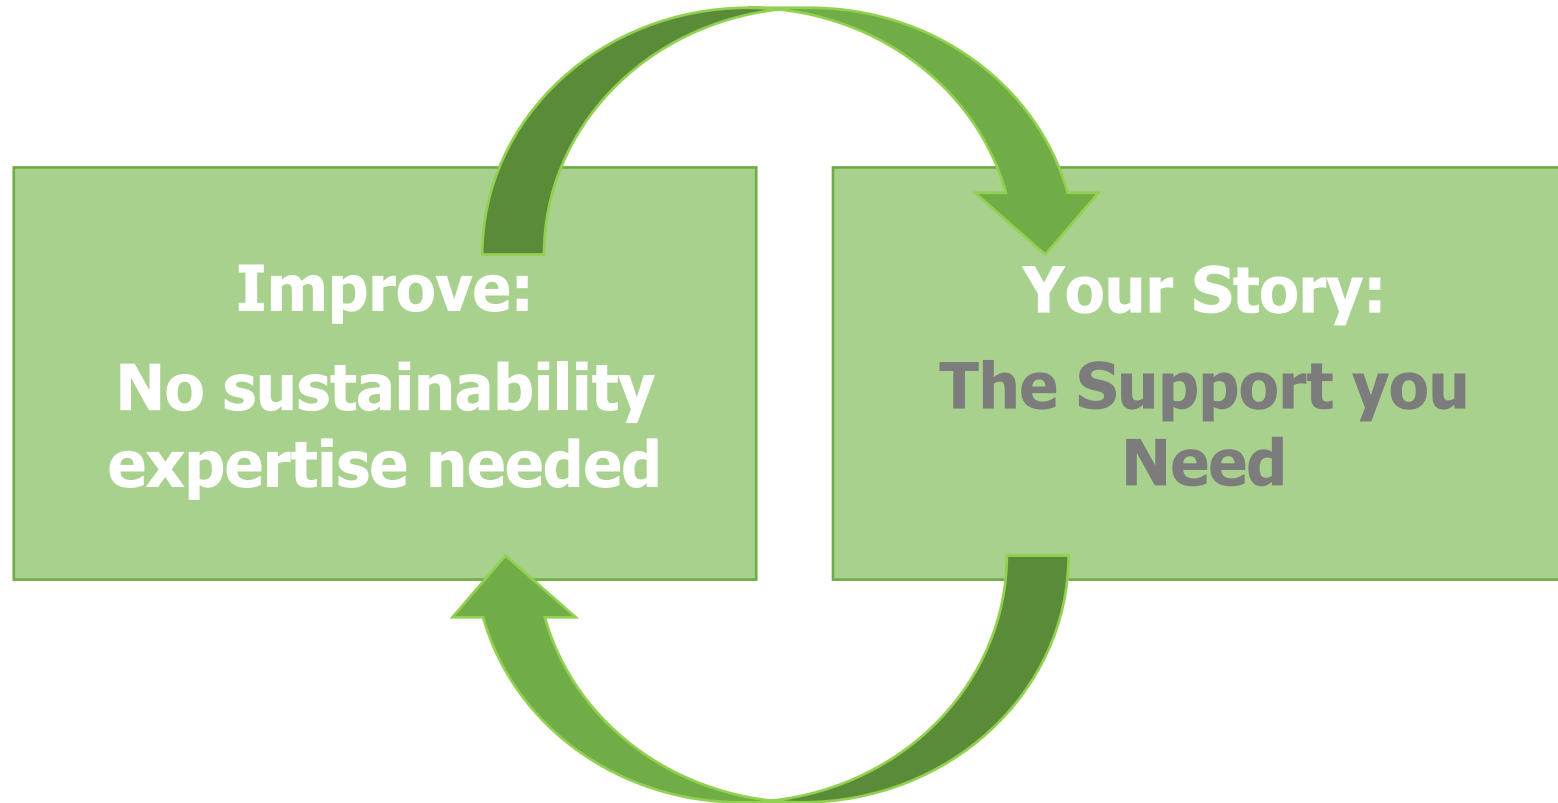 Improve:
No sustainability
expertise needed
Your Story:
The Support you
Need